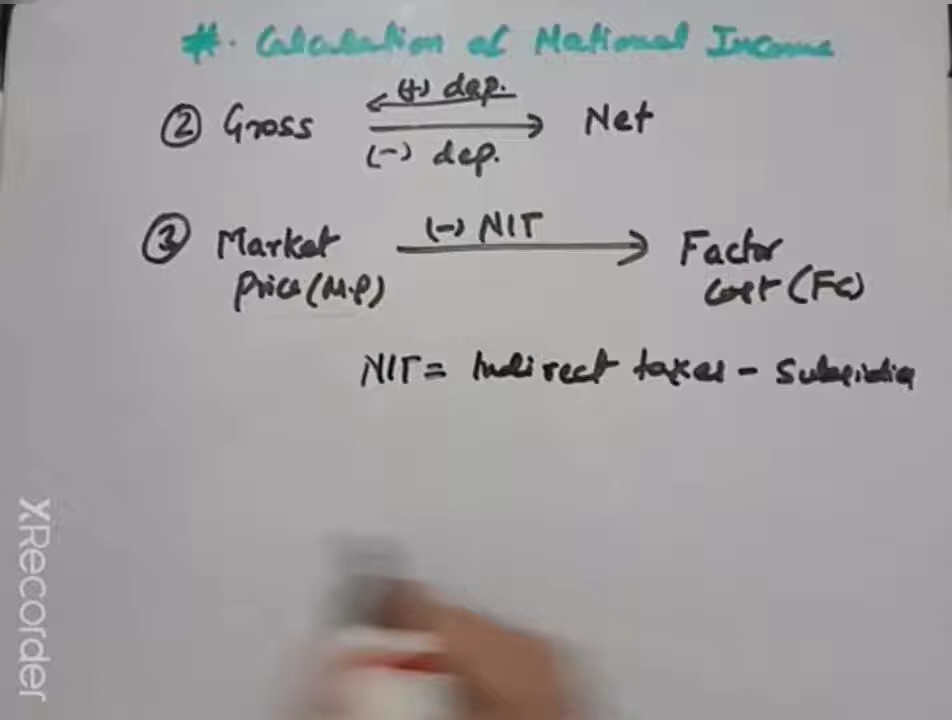 #. Calculation of National Income
(+) dep.
② Gross Net
(-) dep.
③ Market (-) NIT Factor
Price (M.P) Cost (FC)
NIT = Indirect taxes - Subsidies
XRecorder